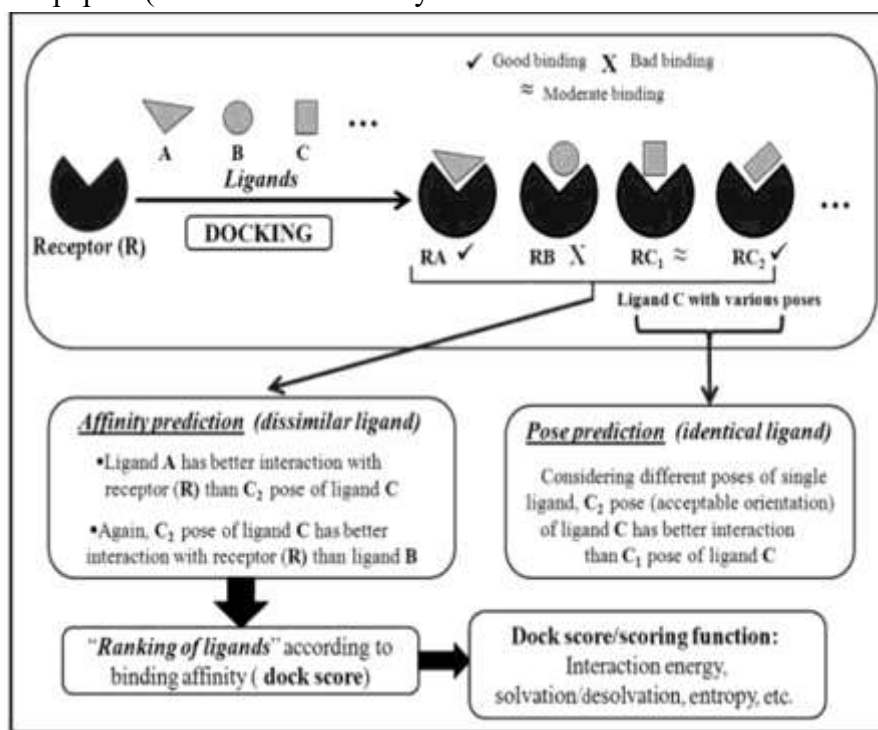 ✓ Good binding X Bad binding
≈ Moderate binding
A B C ...
Ligands
DOCKING
Receptor (R)
RA ✓ RB X RC₁ ≈ RC₂ ✓ ...
Ligand C with various poses
Affinity prediction (dissimilar ligand)
•Ligand A has better interaction with
receptor (R) than C₂ pose of ligand C
•Again, C₂ pose of ligand C has better
interaction with receptor (R) than ligand B
Pose prediction (identical ligand)
Considering different poses of single
ligand, C₂ pose (acceptable orientation)
of ligand C has better interaction
than C₁ pose of ligand C
“Ranking of ligands” according to
binding affinity ( dock score)
Dock score/scoring function:
Interaction energy,
solvation/desolvation, entropy, etc.